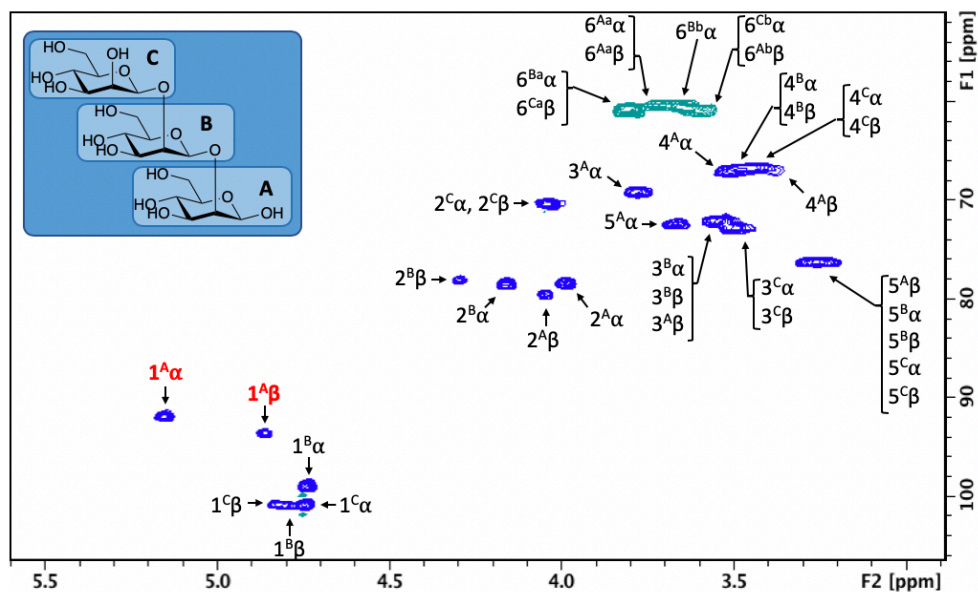 HO
OH
C
O
HO
HO
O
HO
B
O
HO
HO
O
HO
A
O
HO
HO
OH
6ᴬᵃα
6ᴬᵃβ
6ᴮᵇα
6ꟲᵇα
6ᴬᵇβ
6ᴮᵃα
6ꟲᵃβ
4ᴮα
4ᴮβ
4ꟲα
4ꟲβ
4ᴬα
4ᴬβ
3ᴬα
2ꟲα, 2ꟲβ
5ᴬα
2ᴮβ
2ᴮα
2ᴬβ
2ᴬα
3ᴮα
3ᴮβ
3ᴬβ
3ꟲα
3ꟲβ
5ᴬβ
5ᴮα
5ᴮβ
5ꟲα
5ꟲβ
1ᴬα
1ᴬβ
1ᴮα
1ꟲβ
1ꟲα
1ᴮβ
F1 [ppm]
70
80
90
100
5.5
5.0
4.5
4.0
3.5
F2 [ppm]